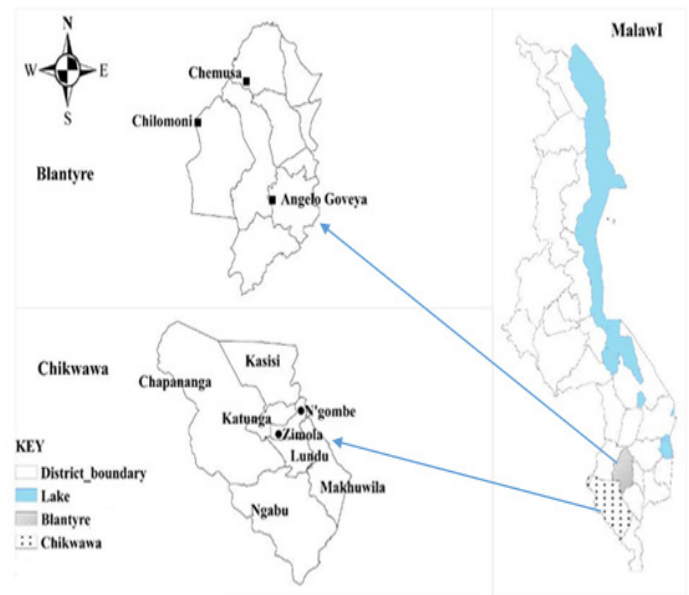 N
W E
S
Blantyre
Chemusa
Chilomoni
Angelo Goveya
MalawI
Chikwawa
Kasisi
Chapananga
Katunga
N'gombe
Zimola
Lundu
Makhuwila
Ngabu
KEY
District_boundary
Lake
Blantyre
Chikwawa